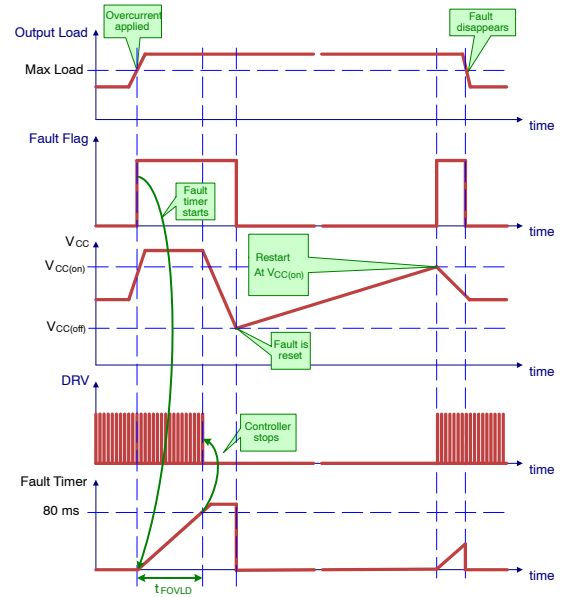 Overcurrent
applied
Fault
disappears
Output Load
Max Load
time
Fault Flag
Fault
timer
starts
time
VCC
VCC(on)
Restart
At VCC(on)
VCC(off)
Fault is
reset
time
DRV
Controller
stops
time
Fault Timer
80 ms
time
tFOVLD